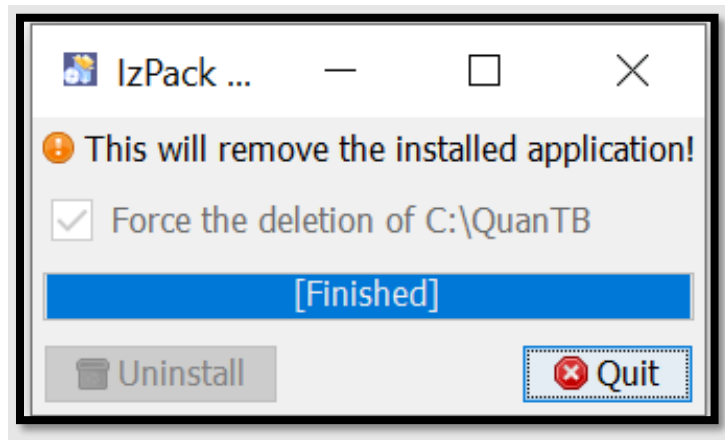 IzPack ...
This will remove the installed application!
Force the deletion of C:\QuanTB
[Finished]
Uninstall
Quit